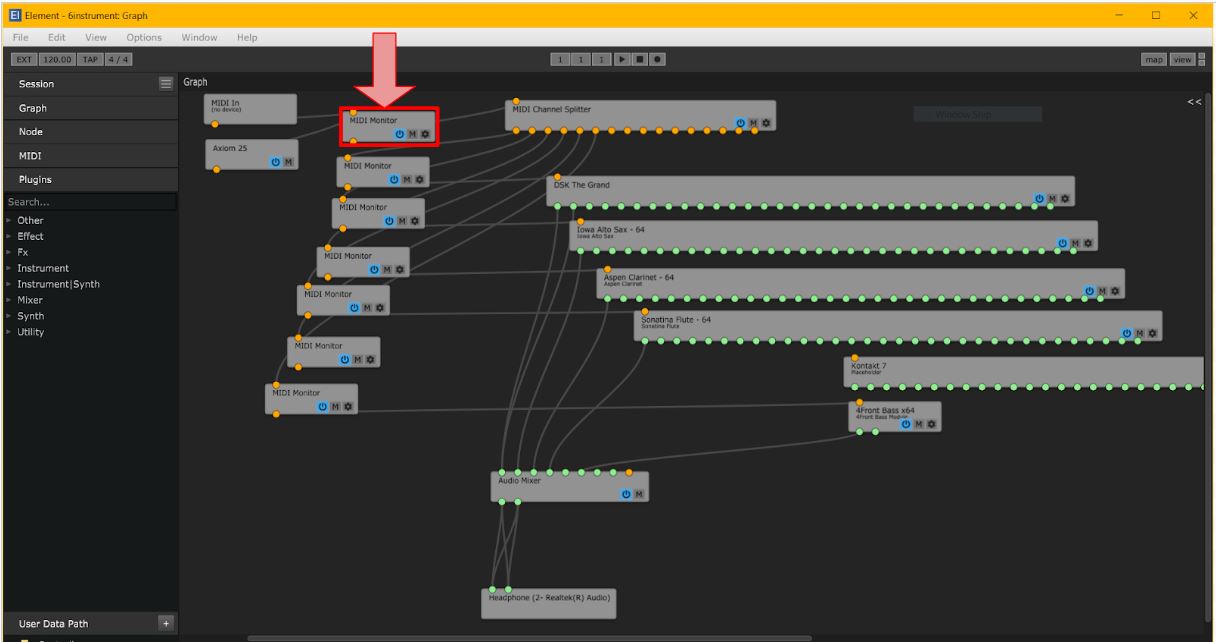 Element - 6instrument: Graph
File Edit View Options Window Help
EXT 120.00 TAP 4 / 4 1 1 1 map view
Session
Graph
Node
MIDI
Plugins
Search...
Other
Effect
Fx
Instrument
Instrument|Synth
Mixer
Synth
Utility
User Data Path +
Graph
<<
Window Snip
MIDI In
(no device)
MIDI Monitor
M
MIDI Channel Splitter
M
Axiom 25
M
MIDI Monitor
M
DSK The Grand
M
MIDI Monitor
M
Iowa Alto Sax - 64
Iowa Alto Sax
M
MIDI Monitor
M
Aspen Clarinet - 64
Aspen Clarinet
M
MIDI Monitor
M
Sonatina Flute - 64
Sonatina Flute
M
MIDI Monitor
M
Kontakt 7
Placeholder
MIDI Monitor
M
4Front Bass x64
4Front Bass Module
M
Audio Mixer
M
Headphone (2- Realtek(R) Audio)